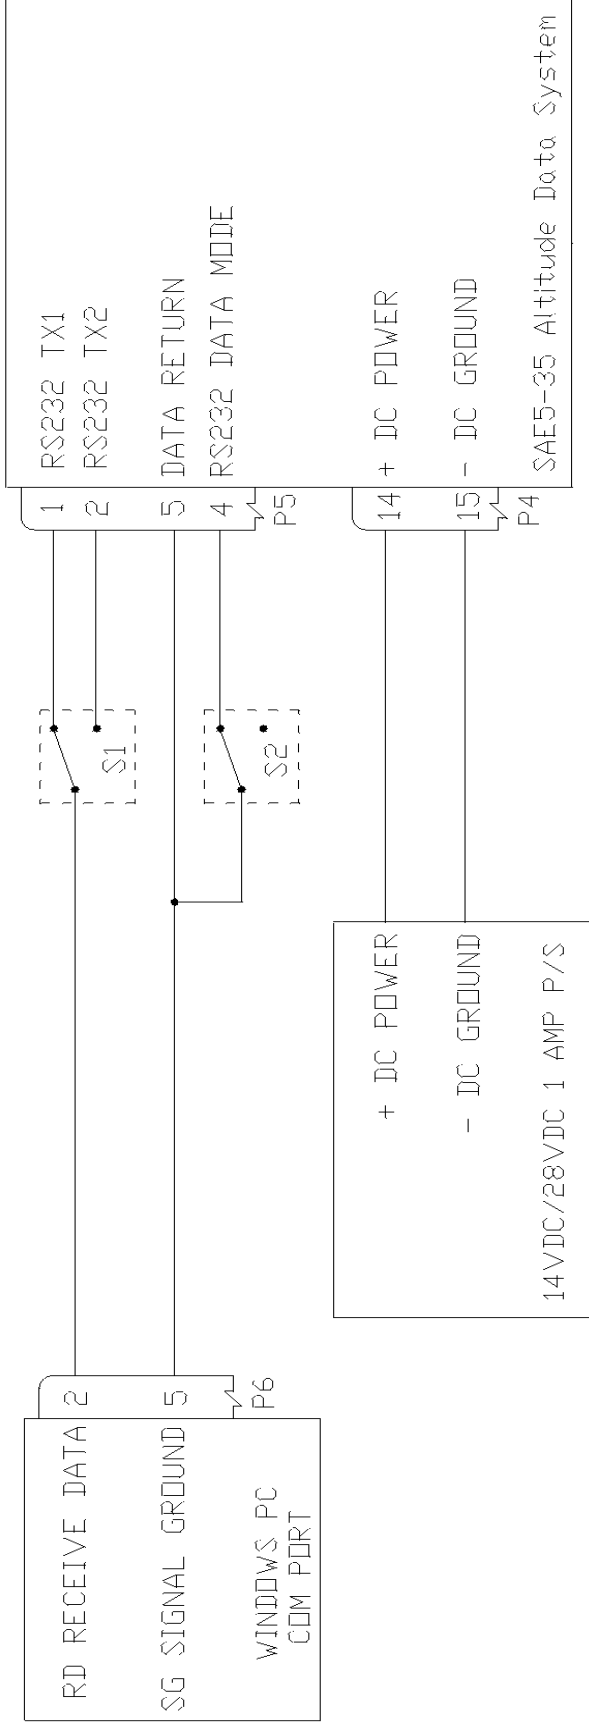 RD RECEIVE DATA 2
SG SIGNAL GROUND 5
WINDOWS PC
COM PORT
P6
S1
S2
1 RS232 TX1
2 RS232 TX2
5 DATA RETURN
4 RS232 DATA MODE
P5
+ DC POWER
- DC GROUND
14VDC/28VDC 1 AMP P/S
14 + DC POWER
15 - DC GROUND
P4
SAE5-35 Altitude Data System